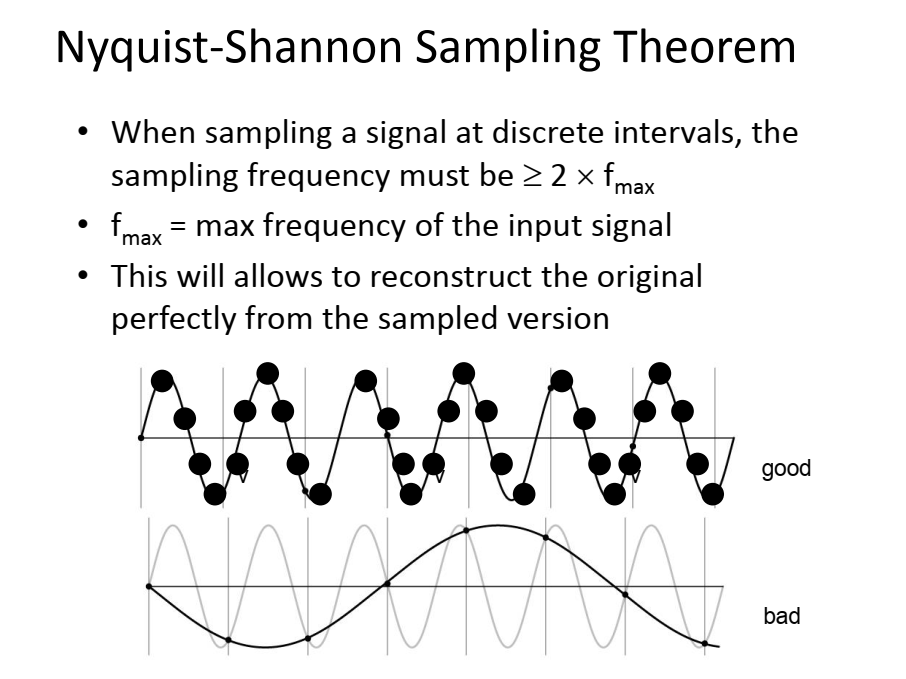 Nyquist-Shannon Sampling Theorem
• When sampling a signal at discrete intervals, the
sampling frequency must be ≥ 2 × fmax
• fmax = max frequency of the input signal
• This will allows to reconstruct the original
perfectly from the sampled version
v
v
v
good
bad